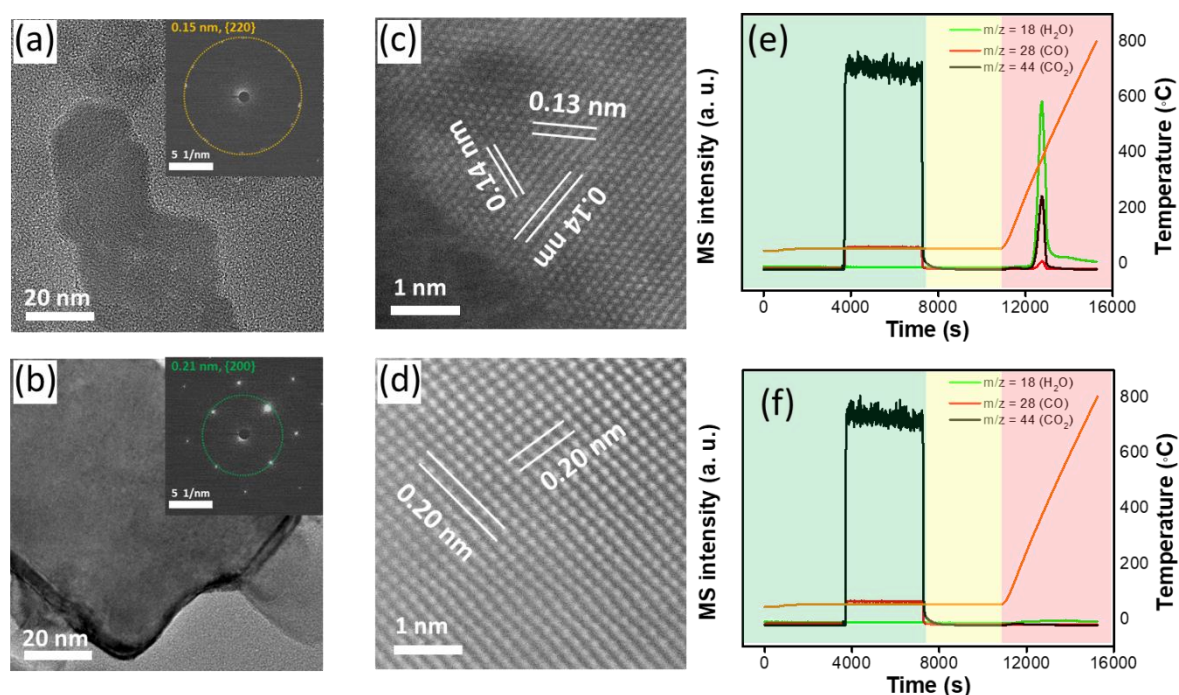 (a)
0.15 nm, {220}
5 1/nm
20 nm
(b)
0.21 nm, {200}
5 1/nm
20 nm
(c)
0.13 nm
0.14 nm
0.14 nm
1 nm
(d)
0.20 nm
0.20 nm
1 nm
(e)
m/z = 18 (H₂O)
m/z = 28 (CO)
m/z = 44 (CO₂)
MS intensity (a. u.)
800
600
400
200
0
Temperature (◦C)
0 4000 8000 12000 16000
Time (s)
(f)
m/z = 18 (H₂O)
m/z = 28 (CO)
m/z = 44 (CO₂)
MS intensity (a. u.)
800
600
400
200
0
Temperature (◦C)
0 4000 8000 12000 16000
Time (s)